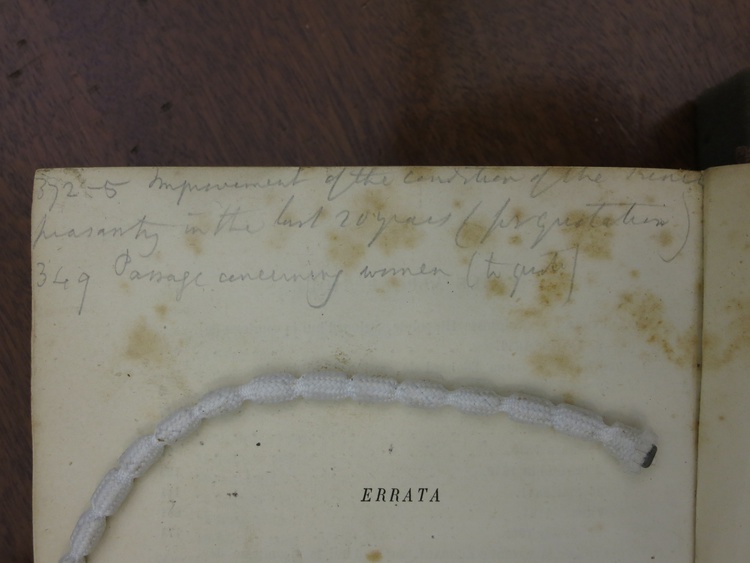 372-5 Improvement of the condition of the French
peasantry in the last 20 years (for quotation)
349 Passage concerning women (to quote)
ERRATA